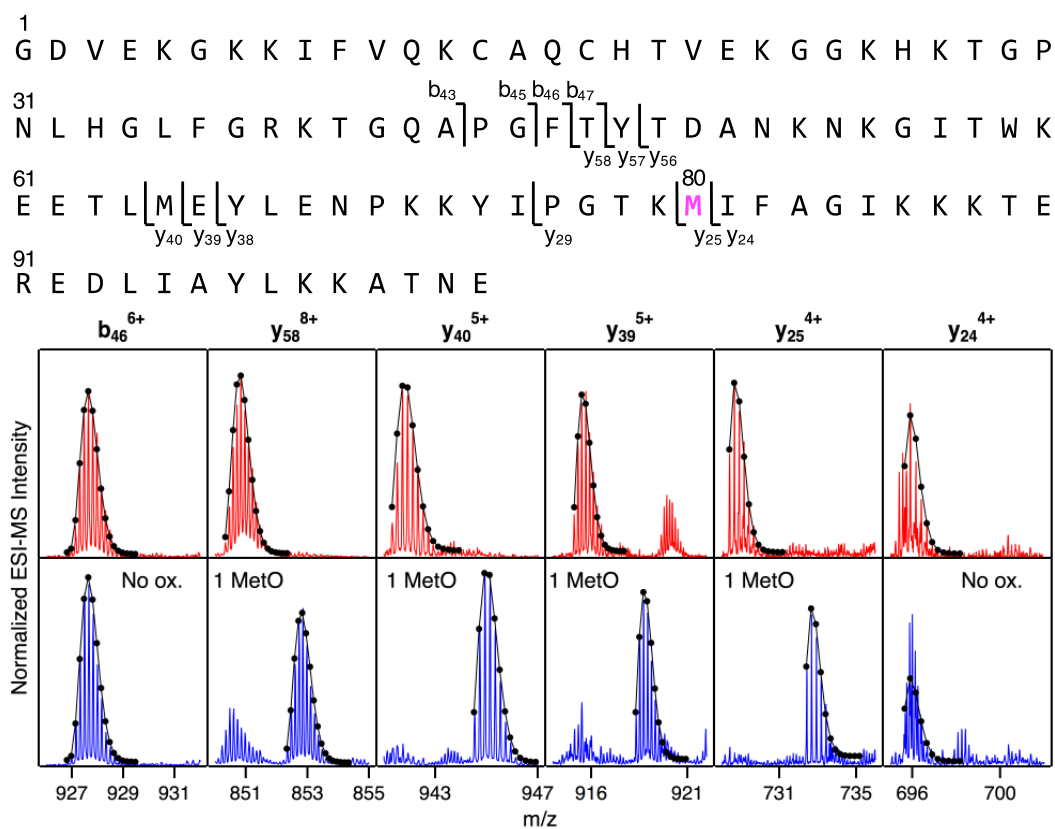 1
G D V E K G K K I F V Q K C A Q C H T V E K G G K H K T G P
b43 b45 b46 b47
31
N L H G L F G R K T G Q A P G F T Y T D A N K N K G I T W K
y58 y57 y56
61 80
E E T L M E Y L E N P K K Y I P G T K M I F A G I K K K T E
y40 y39 y38 y29 y25 y24
91
R E D L I A Y L K K A T N E
b46 6+ y58 8+ y40 5+ y39 5+ y25 4+ y24 4+
Normalized ESI-MS Intensity
No ox. 1 MetO 1 MetO 1 MetO 1 MetO No ox.
927 929 931 851 853 855 943 947 916 921 731 735 696 700
m/z